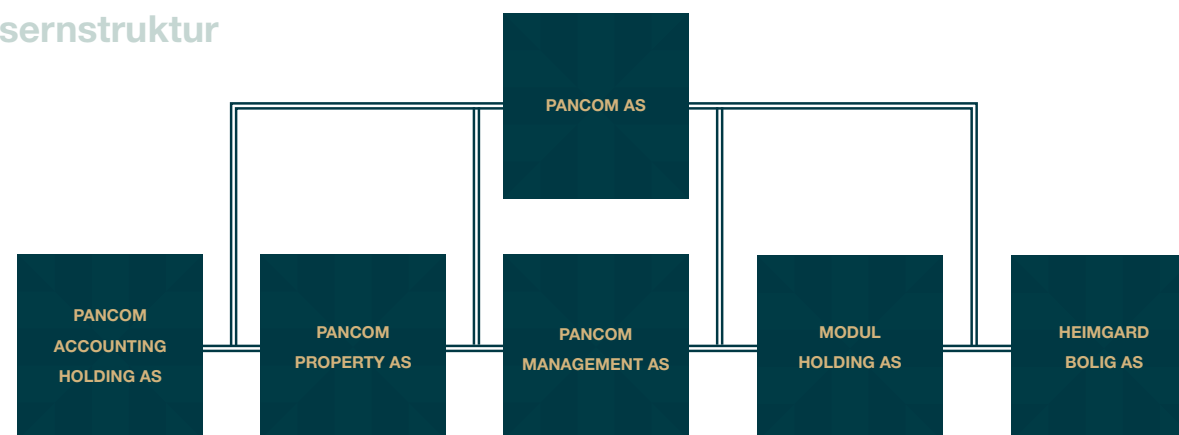 sernstruktur
PANCOM AS
PANCOM
ACCOUNTING
HOLDING AS
PANCOM
PROPERTY AS
PANCOM
MANAGEMENT AS
MODUL
HOLDING AS
HEIMGARD
BOLIG AS